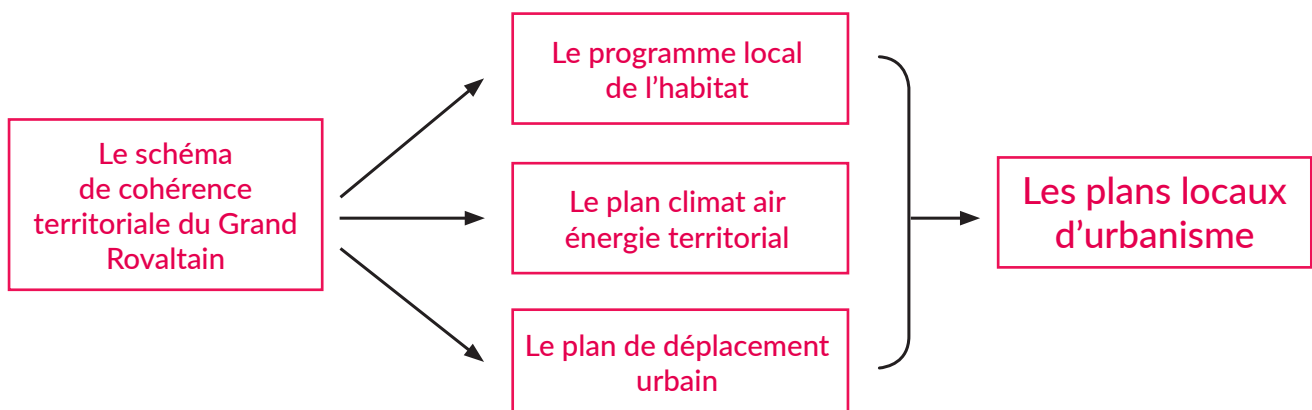 Le schéma
de cohérence
territoriale du Grand
Rovaltain
Le programme local
de l’habitat
Le plan climat air
énergie territorial
Le plan de déplacement
urbain
Les plans locaux
d’urbanisme